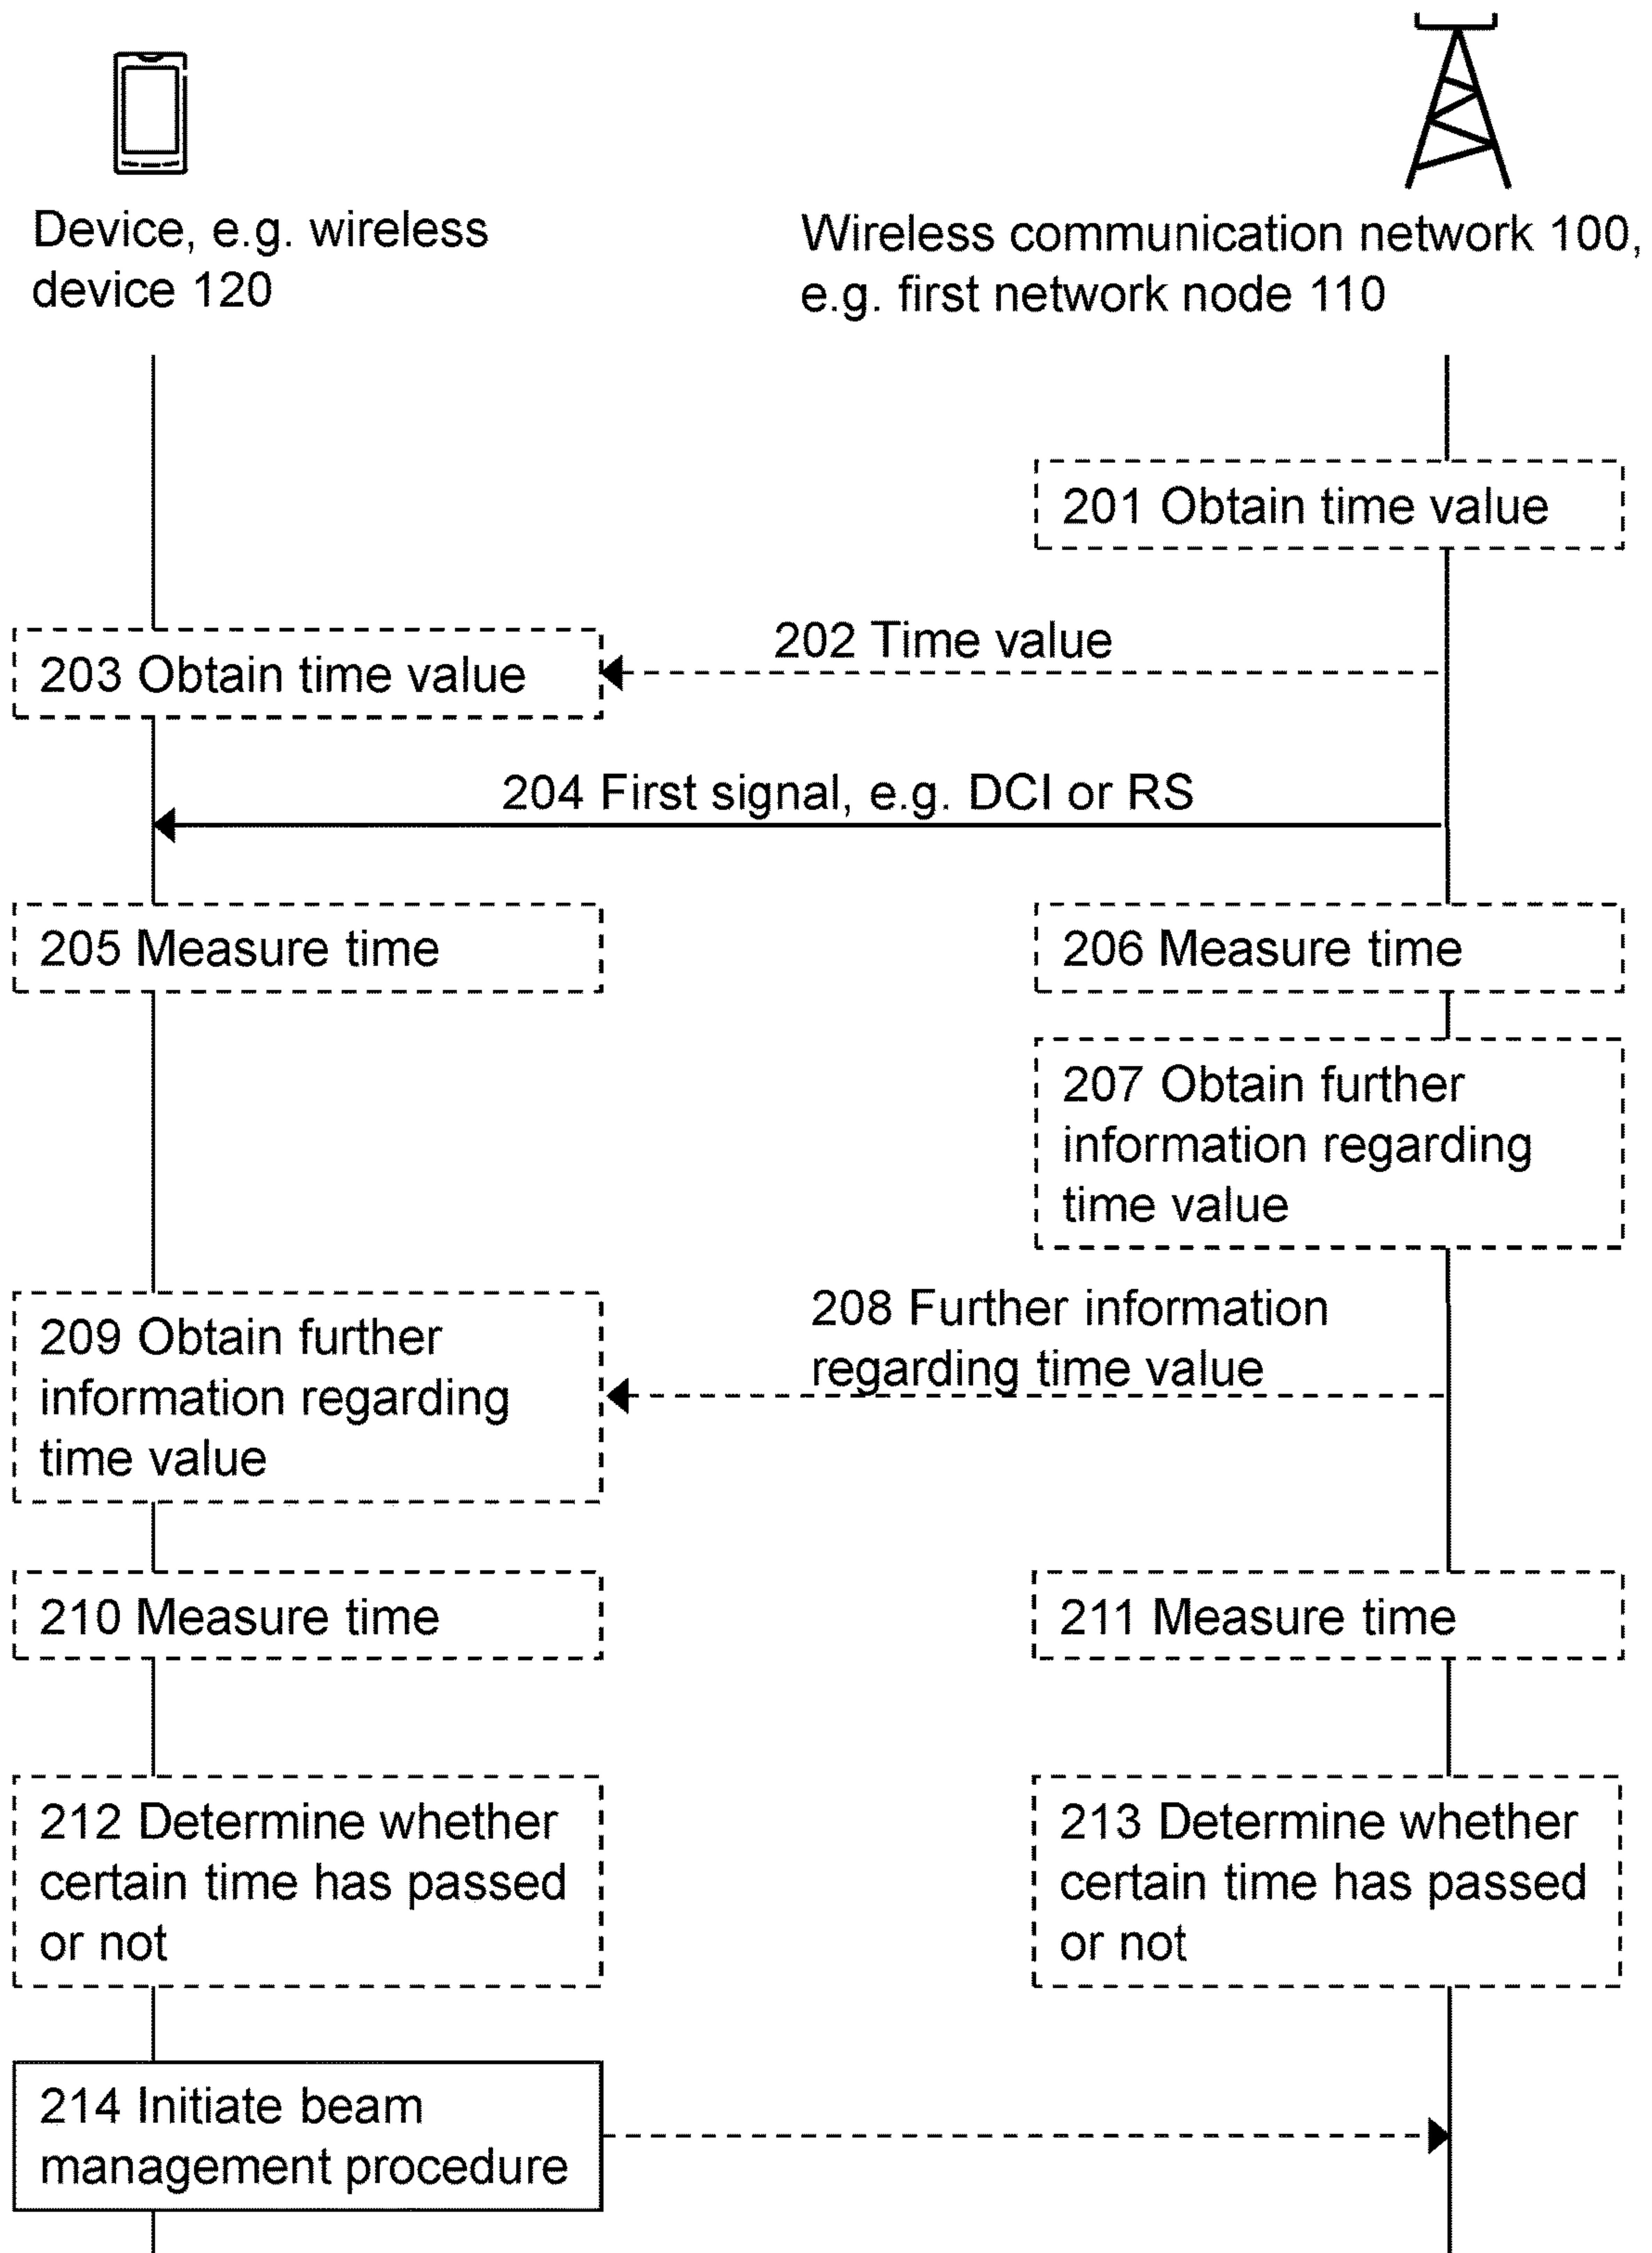 Device, e.g. wireless
device 120
Wireless communication network 100,
e.g. first network node 110
201 Obtain time value
202 Time value
203 Obtain time value
204 First signal, e.g. DCI or RS
205 Measure time
206 Measure time
207 Obtain further
information regarding
time value
208 Further information
regarding time value
209 Obtain further
information regarding
time value
210 Measure time
211 Measure time
212 Determine whether
certain time has passed
or not
213 Determine whether
certain time has passed
or not
214 Initiate beam
management procedure